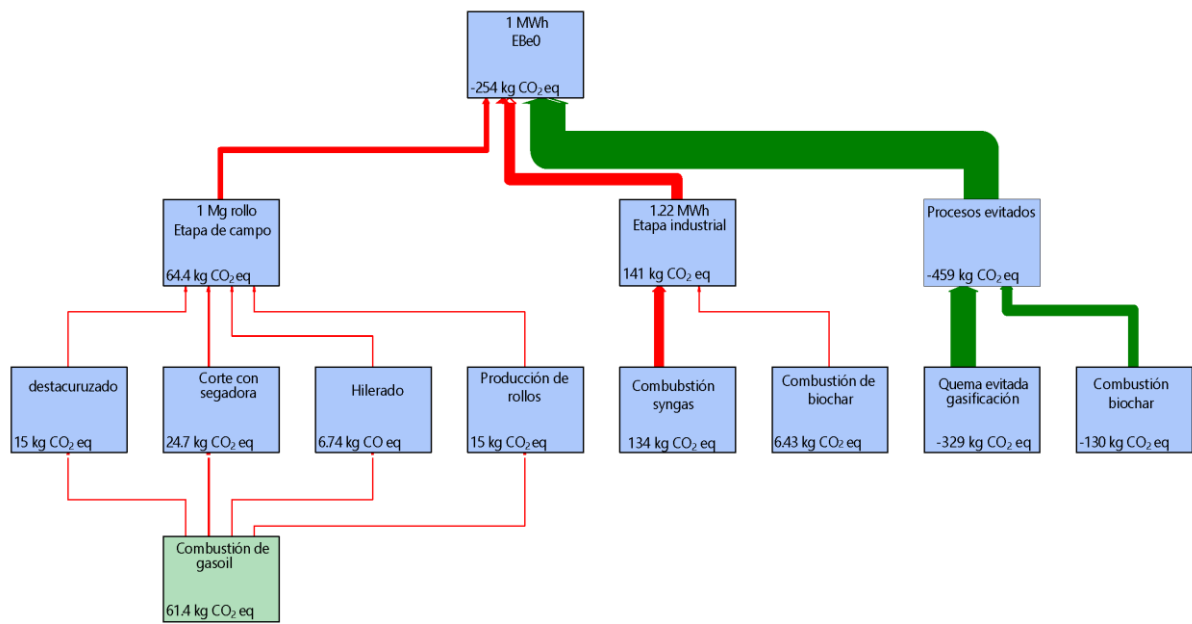 1 MWh
EBe0
-254 kg CO₂ eq
1 Mg rollo
Etapa de campo
64.4 kg CO₂ eq
1.22 MWh
Etapa industrial
141 kg CO₂ eq
Procesos evitados
-459 kg CO₂ eq
destacuruzado
15 kg CO₂ eq
Corte con
segadora
24.7 kg CO₂ eq
Hilerado
6.74 kg CO eq
Producción de
rollos
15 kg CO₂ eq
Combubstión
syngas
134 kg CO₂ eq
Combustión de
biochar
6.43 kg CO₂ eq
Quema evitada
gasificación
-329 kg CO₂ eq
Combustión
biochar
-130 kg CO₂ eq
Combustión de
gasoil
61.4 kg CO₂ eq